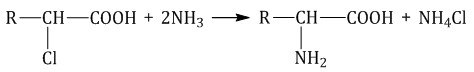 R—CH—COOH + 2NH₃ ⟶ R—CH—COOH + NH₄Cl
Cl NH₂